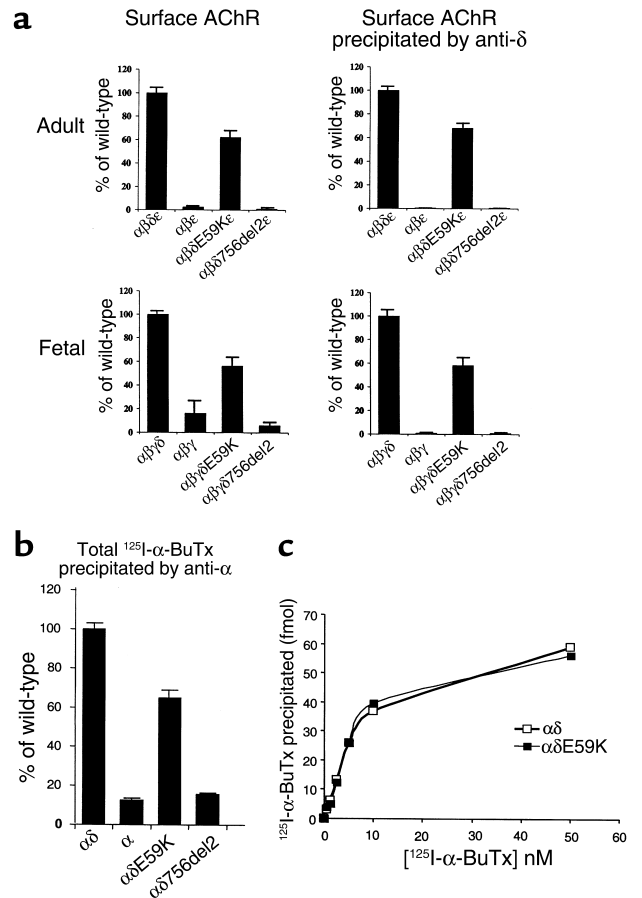 a
Surface AChR
Surface AChR
precipitated by anti-δ
Adult
% of wild-type
120
100
80
60
40
20
0
αβδε
αβε
αβδE59Kε
αβδ756del2ε
% of wild-type
120
100
80
60
40
20
0
αβδε
αβε
αβδE59Kε
αβδ756del2ε
Fetal
% of wild-type
120
100
80
60
40
20
0
αβγδ
αβγ
αβγδE59K
αβγδ756del2
% of wild-type
120
100
80
60
40
20
0
αβγδ
αβγ
αβγδE59K
αβγδ756del2
b
Total ¹²⁵I-α-BuTx
precipitated by anti-α
% of wild-type
120
100
80
60
40
20
0
αδ
α
αδE59K
αδ756del2
c
¹²⁵I-α-BuTx precipitated (fmol)
70
60
50
40
30
20
10
0
αδ
αδE59K
0
10
20
30
40
50
60
[¹²⁵I-α-BuTx] nM